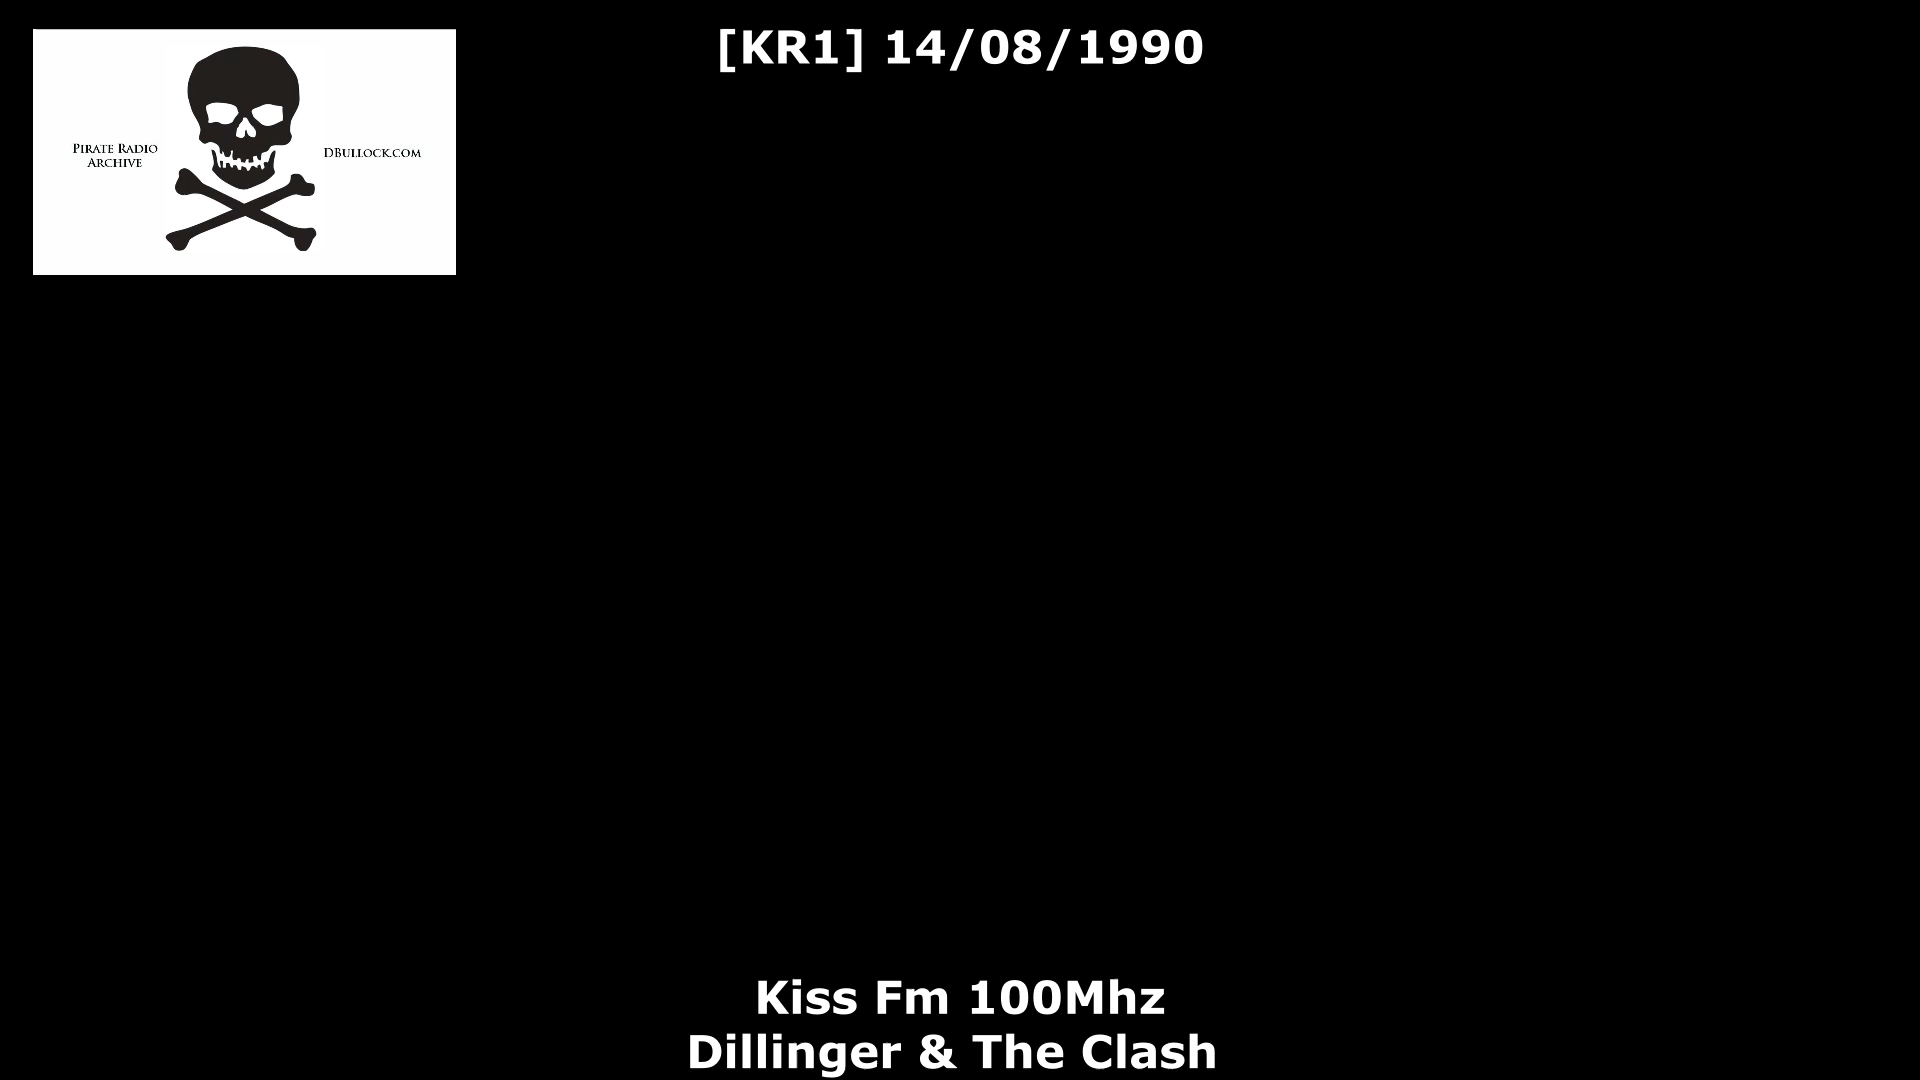 [KR1] 14/08/1990
Pirate Radio
Archive
DBullock.com
Kiss Fm 100Mhz
Dillinger & The Clash